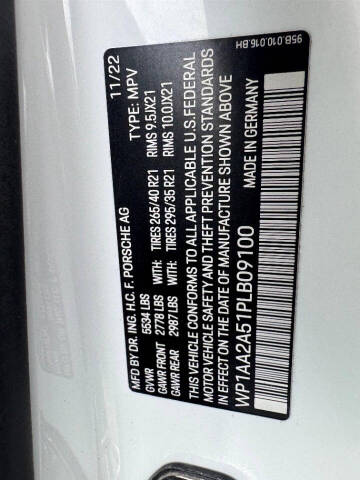 95B.010.016.BH
MFD BY DR. ING. H.C. F. PORSCHE AG 11/22
GVWR 5534 LBS TYPE: MPV
GAWR FRONT 2778 LBS WITH: TIRES 265/40 R21 RIMS 9.5JX21
GAWR REAR 2987 LBS WITH: TIRES 295/35 R21 RIMS 10.0JX21
THIS VEHICLE CONFORMS TO ALL APPLICABLE U.S.FEDERAL
MOTOR VEHICLE SAFETY AND THEFT PREVENTION STANDARDS
IN EFFECT ON THE DATE OF MANUFACTURE SHOWN ABOVE
WP1AA2A51PLB09100